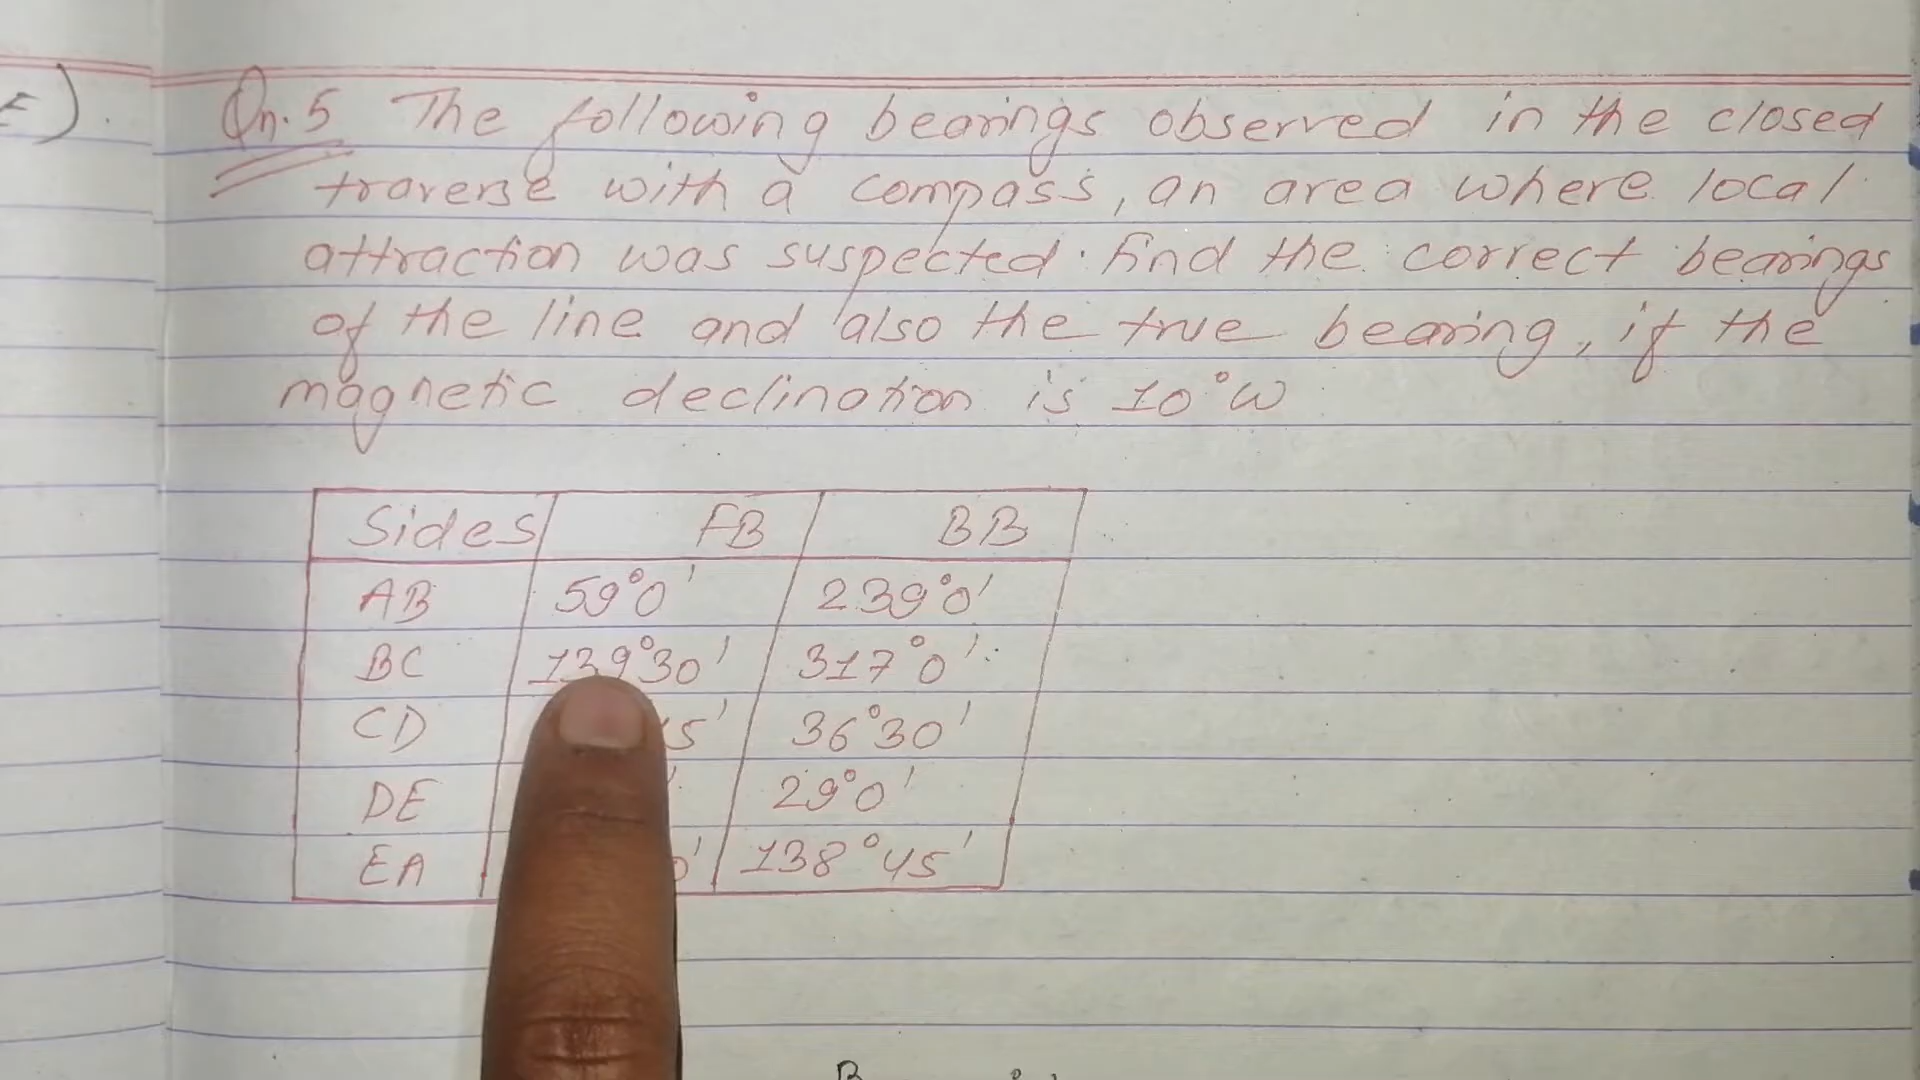 E).
Qn.5 The following bearings observed in the closed
traverse with a compass, an area where local
attraction was suspected. Find the correct bearings
of the line and also the true bearing, if the
magnetic declination is 10°W
Sides FB BB
AB 59°0' 239°0'
BC 139°30' 317°0'
CD 5' 36°30'
DE 29°0'
EA 0' 138°45'
B